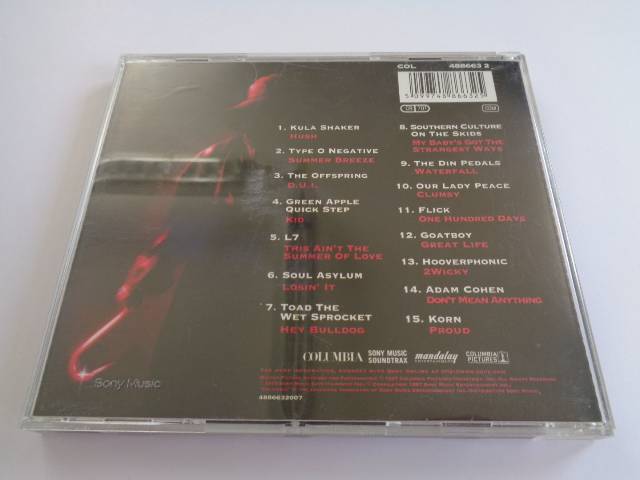 COL 488663 2
5 099748 866325
1. KULA SHAKER
HUSH
2. TYPE O NEGATIVE
SUMMER BREEZE
3. THE OFFSPRING
D.U.I.
4. GREEN APPLE
QUICK STEP
KID
5. L7
THIS AIN'T THE
SUMMER OF LOVE
6. SOUL ASYLUM
LOSIN' IT
7. TOAD THE
WET SPROCKET
HEY BULLDOG
8. SOUTHERN CULTURE
ON THE SKIDS
MY BABY'S GOT THE
STRANGEST WAYS
9. THE DIN PEDALS
WATERFALL
10. OUR LADY PEACE
CLUMSY
11. FLICK
ONE HUNDRED DAYS
12. GOATBOY
GREAT LIFE
13. HOOVERPHONIC
2WICKY
14. ADAM COHEN
DON'T MEAN ANYTHING
15. KORN
PROUD
COLUMBIA
SONY MUSIC
SOUNDTRAX
mandalay
ENTERTAINMENT
COLUMBIA
PICTURES
Sony Music
4886632007